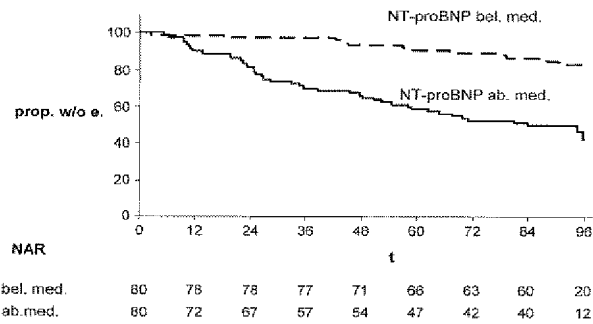 NT-proBNP bel. med.
100
80
NT-proBNP ab. med.
prop. w/o e.
60
40
20
0
0 12 24 36 48 60 72 84 96
NAR
t
bel. med. 80 78 78 77 71 66 63 60 20
ab.med. 80 72 67 57 54 47 42 40 12